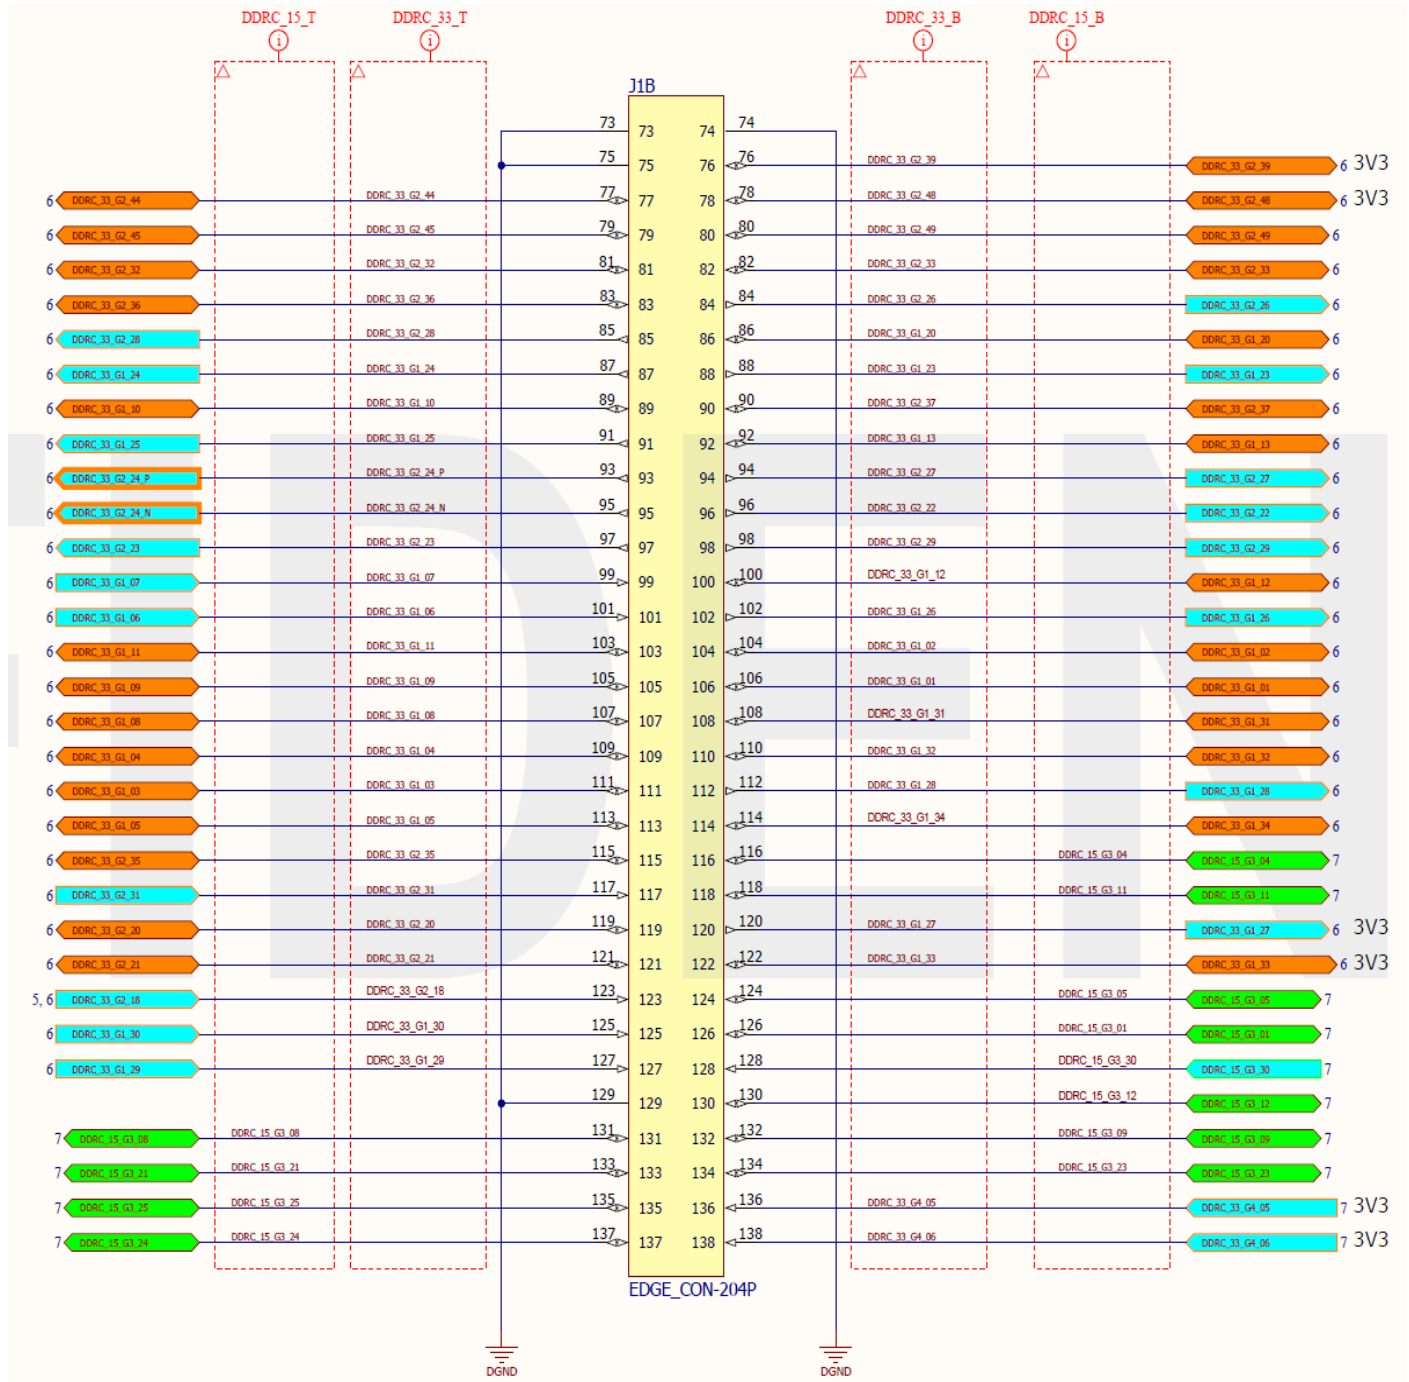 DDRC_15_T DDRC_33_T DDRC_33_B DDRC_15_B
i i i i
J1B
73 73 74 74
75 75 76 76 DDRC_33_G2_39 DDRC_33_G2_39 6 3V3
6 DDRC_33_G2_44 DDRC_33_G2_44 77 77 78 78 DDRC_33_G2_48 DDRC_33_G2_48 6 3V3
6 DDRC_33_G2_45 DDRC_33_G2_45 79 79 80 80 DDRC_33_G2_49 DDRC_33_G2_49 6
6 DDRC_33_G2_32 DDRC_33_G2_32 81 81 82 82 DDRC_33_G2_33 DDRC_33_G2_33 6
6 DDRC_33_G2_36 DDRC_33_G2_36 83 83 84 84 DDRC_33_G2_26 DDRC_33_G2_26 6
6 DDRC_33_G2_28 DDRC_33_G2_28 85 85 86 86 DDRC_33_G1_20 DDRC_33_G1_20 6
6 DDRC_33_G1_24 DDRC_33_G1_24 87 87 88 88 DDRC_33_G1_23 DDRC_33_G1_23 6
6 DDRC_33_G1_10 DDRC_33_G1_10 89 89 90 90 DDRC_33_G2_37 DDRC_33_G2_37 6
6 DDRC_33_G1_25 DDRC_33_G1_25 91 91 92 92 DDRC_33_G1_13 DDRC_33_G1_13 6
6 DDRC_33_G2_24_P DDRC_33_G2_24_P 93 93 94 94 DDRC_33_G2_27 DDRC_33_G2_27 6
6 DDRC_33_G2_24_N DDRC_33_G2_24_N 95 95 96 96 DDRC_33_G2_22 DDRC_33_G2_22 6
6 DDRC_33_G2_23 DDRC_33_G2_23 97 97 98 98 DDRC_33_G2_29 DDRC_33_G2_29 6
6 DDRC_33_G1_07 DDRC_33_G1_07 99 99 100 100 DDRC_33_G1_12 DDRC_33_G1_12 6
6 DDRC_33_G1_06 DDRC_33_G1_06 101 101 102 102 DDRC_33_G1_26 DDRC_33_G1_26 6
6 DDRC_33_G1_11 DDRC_33_G1_11 103 103 104 104 DDRC_33_G1_02 DDRC_33_G1_02 6
6 DDRC_33_G1_09 DDRC_33_G1_09 105 105 106 106 DDRC_33_G1_01 DDRC_33_G1_01 6
6 DDRC_33_G1_08 DDRC_33_G1_08 107 107 108 108 DDRC_33_G1_31 DDRC_33_G1_31 6
6 DDRC_33_G1_04 DDRC_33_G1_04 109 109 110 110 DDRC_33_G1_32 DDRC_33_G1_32 6
6 DDRC_33_G1_03 DDRC_33_G1_03 111 111 112 112 DDRC_33_G1_28 DDRC_33_G1_28 6
6 DDRC_33_G1_05 DDRC_33_G1_05 113 113 114 114 DDRC_33_G1_34 DDRC_33_G1_34 6
6 DDRC_33_G2_35 DDRC_33_G2_35 115 115 116 116 DDRC_15_G3_04 DDRC_15_G3_04 7
6 DDRC_33_G2_31 DDRC_33_G2_31 117 117 118 118 DDRC_15_G3_11 DDRC_15_G3_11 7
6 DDRC_33_G2_20 DDRC_33_G2_20 119 119 120 120 DDRC_33_G1_27 DDRC_33_G1_27 6 3V3
6 DDRC_33_G2_21 DDRC_33_G2_21 121 121 122 122 DDRC_33_G1_33 DDRC_33_G1_33 6 3V3
5, 6 DDRC_33_G2_18 DDRC_33_G2_18 123 123 124 124 DDRC_15_G3_05 DDRC_15_G3_05 7
6 DDRC_33_G1_30 DDRC_33_G1_30 125 125 126 126 DDRC_15_G3_01 DDRC_15_G3_01 7
6 DDRC_33_G1_29 DDRC_33_G1_29 127 127 128 128 DDRC_15_G3_30 DDRC_15_G3_30 7
129 129 130 130 DDRC_15_G3_12 DDRC_15_G3_12 7
7 DDRC_15_G3_08 DDRC_15_G3_08 131 131 132 132 DDRC_15_G3_09 DDRC_15_G3_09 7
7 DDRC_15_G3_21 DDRC_15_G3_21 133 133 134 134 DDRC_15_G3_23 DDRC_15_G3_23 7
7 DDRC_15_G3_25 DDRC_15_G3_25 135 135 136 136 DDRC_33_G4_05 DDRC_33_G4_05 7 3V3
7 DDRC_15_G3_24 DDRC_15_G3_24 137 137 138 138 DDRC_33_G4_06 DDRC_33_G4_06 7 3V3
EDGE_CON-204P
DGND DGND